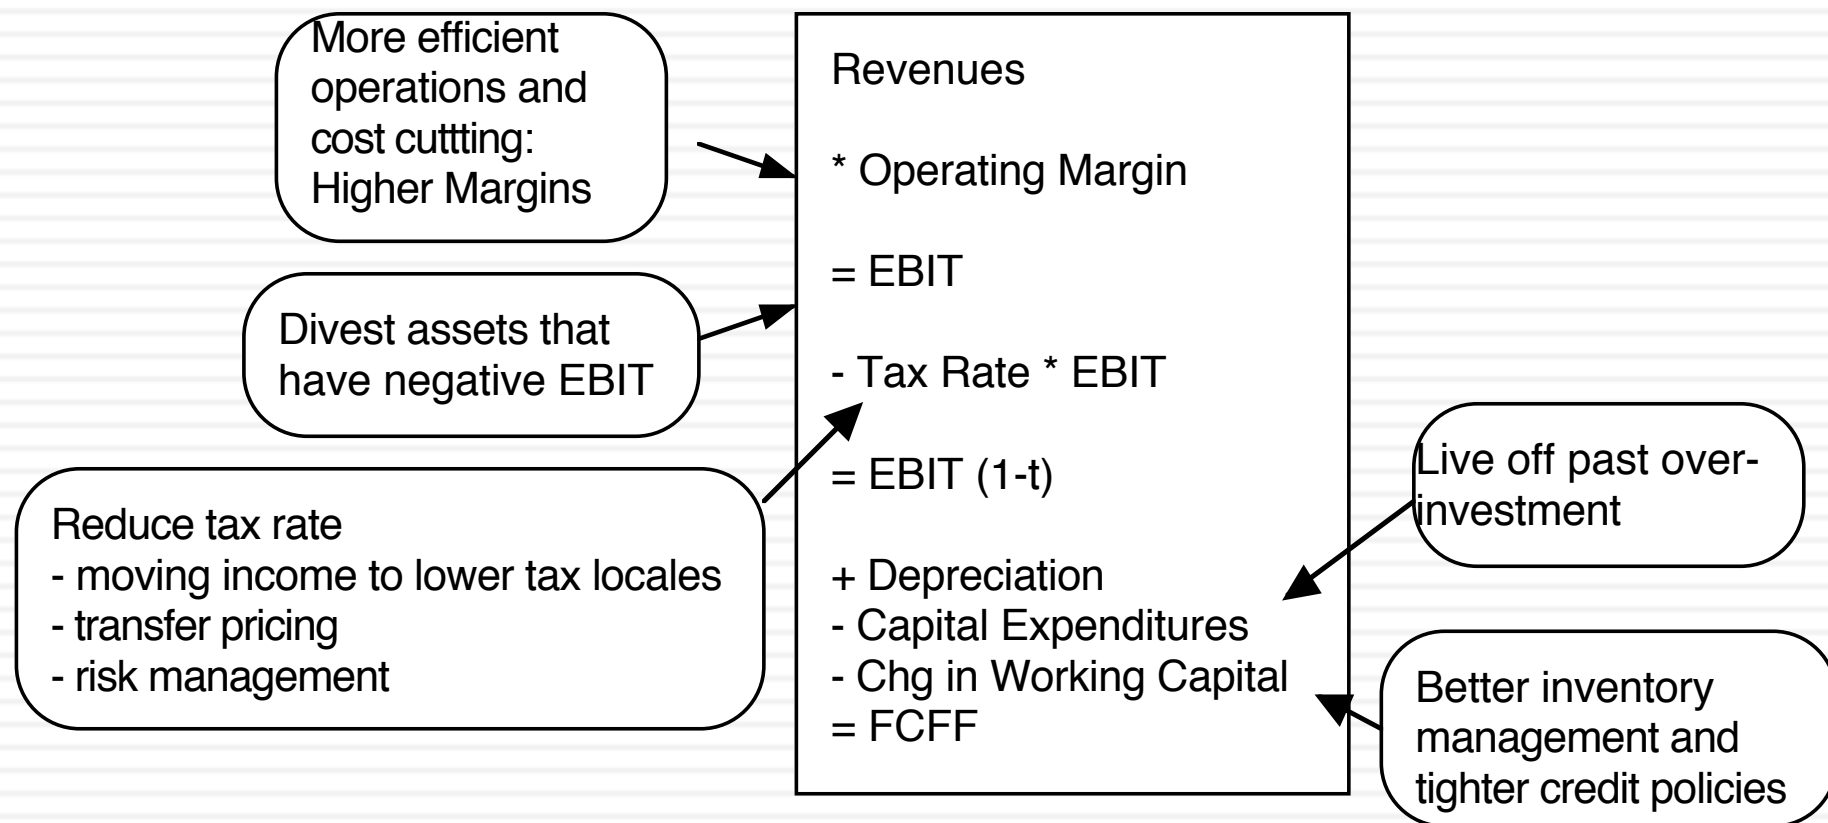 More efficient
operations and
cost cuttting:
Higher Margins
Divest assets that
have negative EBIT
Reduce tax rate
- moving income to lower tax locales
- transfer pricing
- risk management
Revenues
* Operating Margin
= EBIT
- Tax Rate * EBIT
= EBIT (1-t)
+ Depreciation
- Capital Expenditures
- Chg in Working Capital
= FCFF
Live off past over-
investment
Better inventory
management and
tighter credit policies